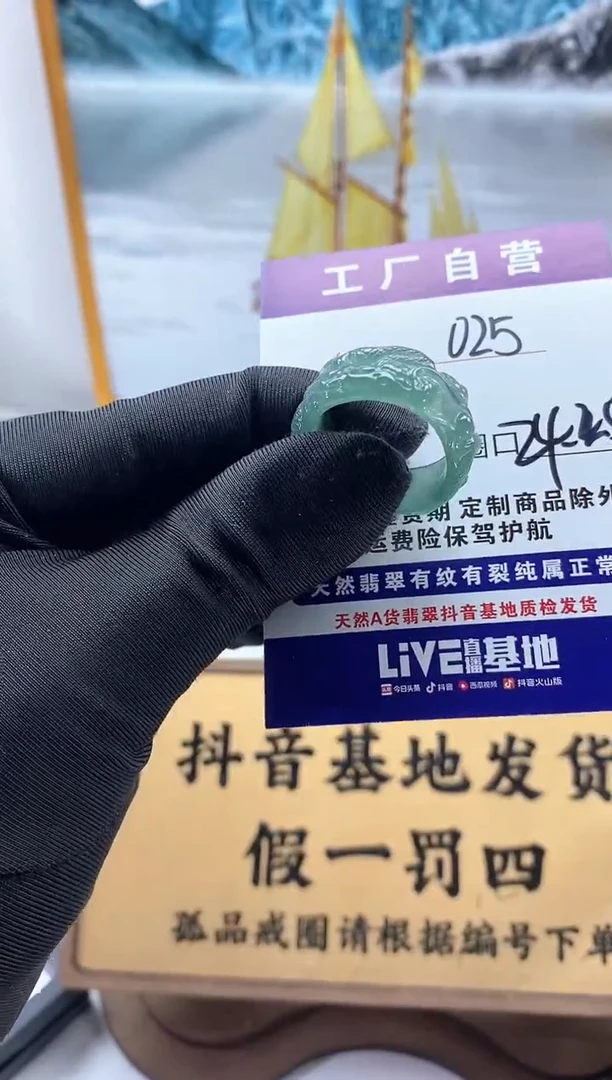 工厂自营
025
圈口
货期 定制商品除外
运费险保驾护航
天然翡翠有纹有裂纯属正常
天然A货翡翠抖音基地质检发货
LiVE直播基地
今日头条 抖音 西瓜视频 抖音火山版
抖音基地发货
假一罚四
孤品戒圈请根据编号下单